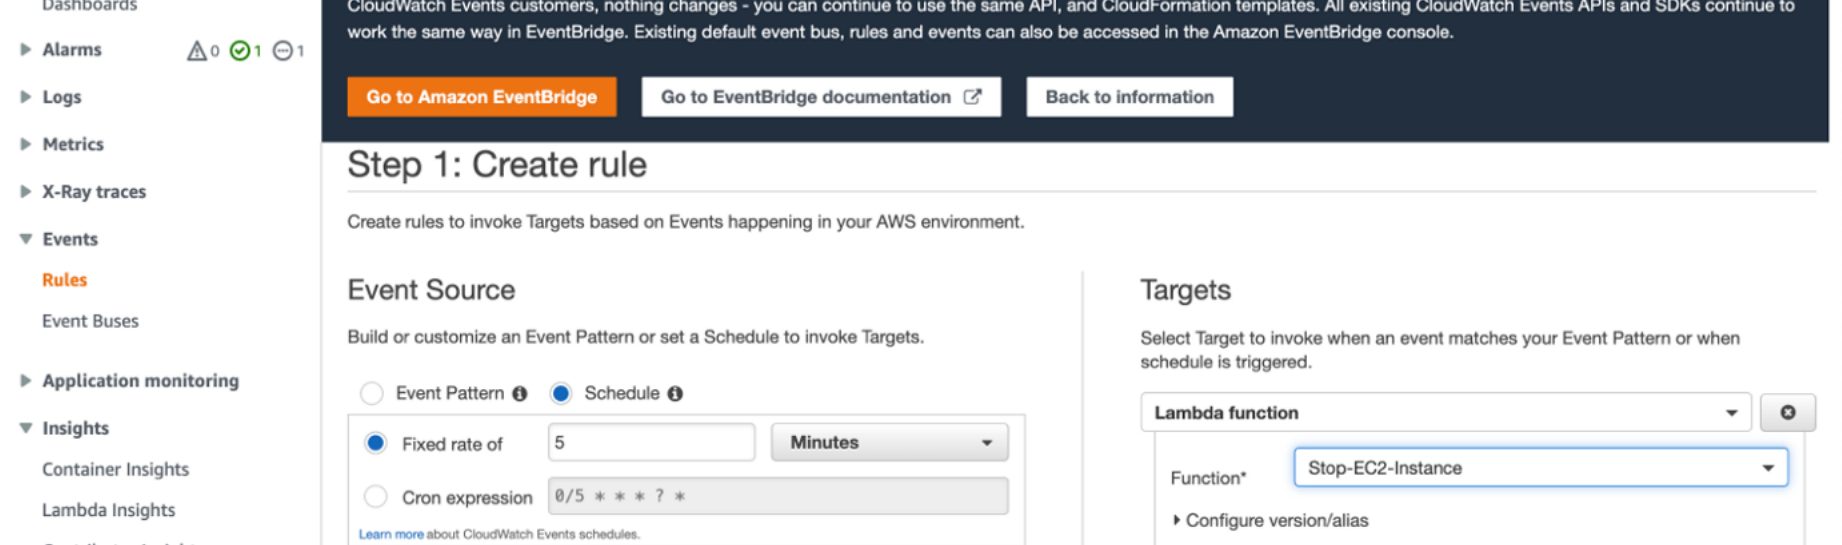 Dashboards
Alarms 0 1 1
Logs
Metrics
X-Ray traces
Events
Rules
Event Buses
Application monitoring
Insights
Container Insights
Lambda Insights
CloudWatch Events customers, nothing changes - you can continue to use the same API, and CloudFormation templates. All existing CloudWatch Events APIs and SDKs continue to
work the same way in EventBridge. Existing default event bus, rules and events can also be accessed in the Amazon EventBridge console.
Go to Amazon EventBridge
Go to EventBridge documentation
Back to information
Step 1: Create rule
Create rules to invoke Targets based on Events happening in your AWS environment.
Event Source
Build or customize an Event Pattern or set a Schedule to invoke Targets.
Event Pattern Schedule
Fixed rate of 5 Minutes
Cron expression 0/5 * * * ? *
Learn more about CloudWatch Events schedules.
Targets
Select Target to invoke when an event matches your Event Pattern or when
schedule is triggered.
Lambda function
Function* Stop-EC2-Instance
Configure version/alias